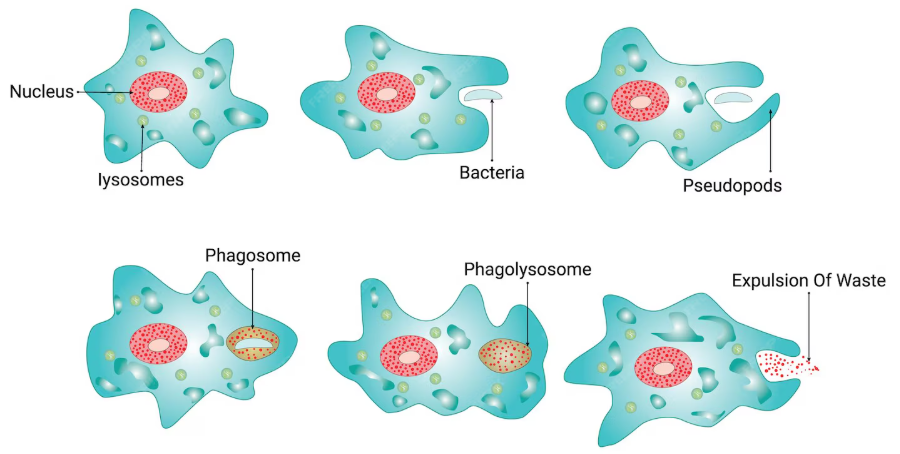 Nucleus
lysosomes
Bacteria
Pseudopods
Phagosome
Phagolysosome
Expulsion Of Waste